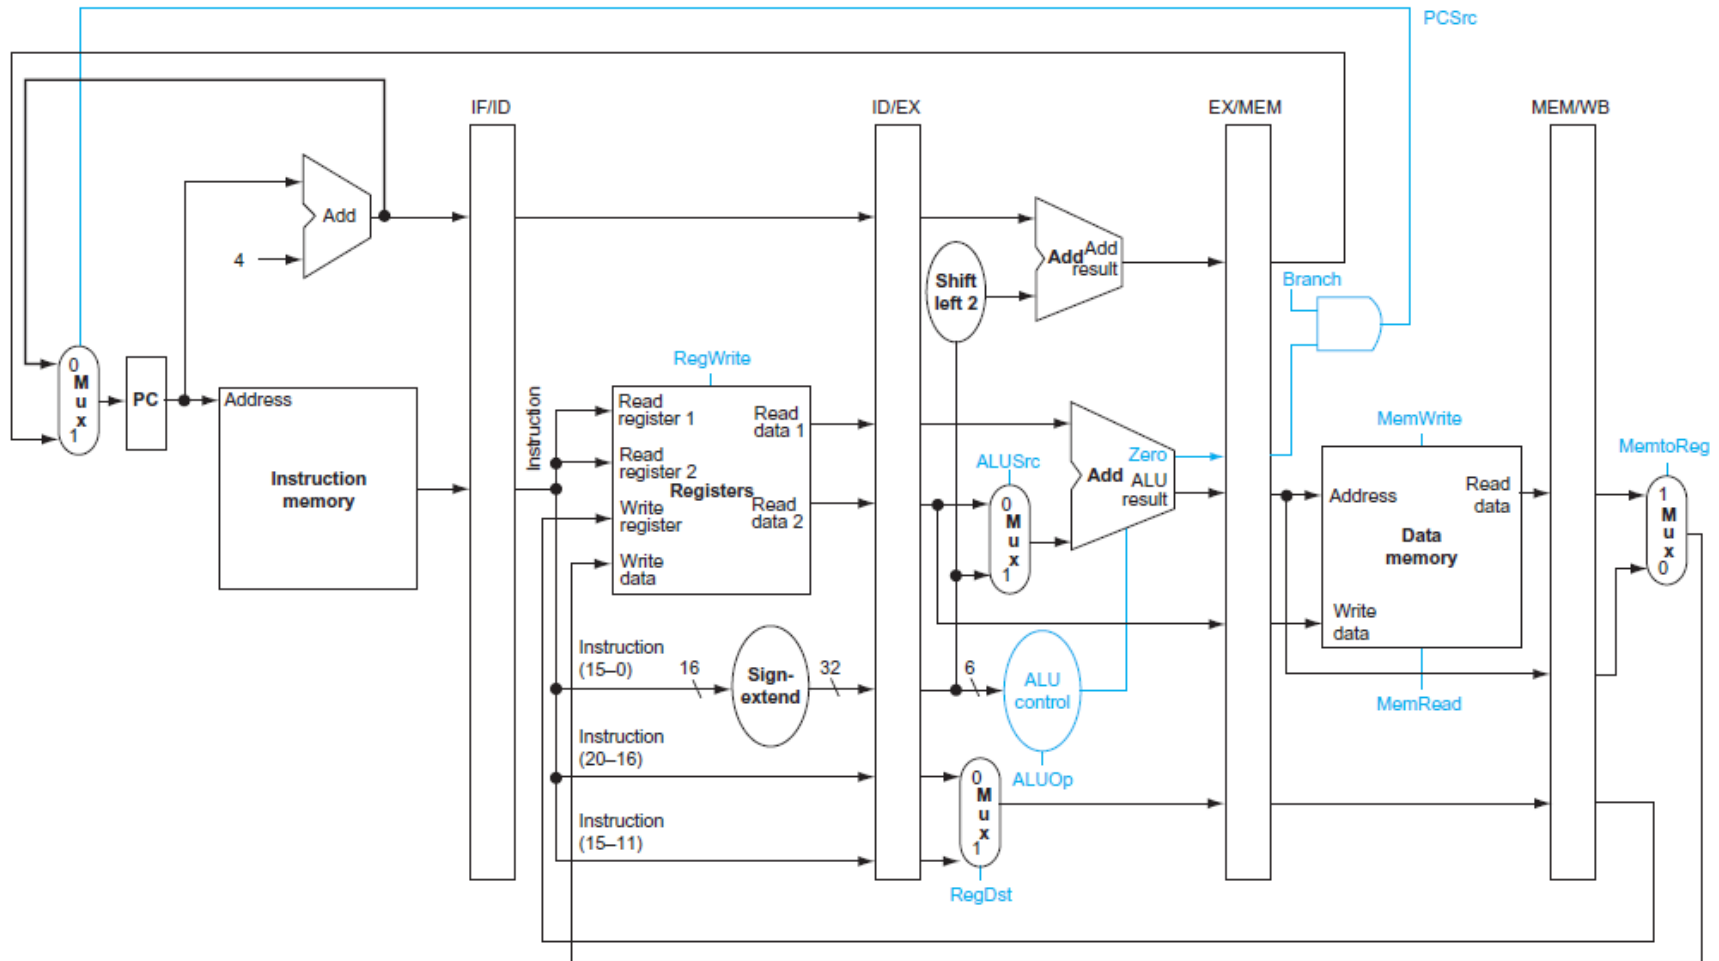 PCSrc
IF/ID
ID/EX
EX/MEM
MEM/WB
Add
4
Shift
left 2
Add
Add
result
Branch
0
M
u
x
1
PC
Address
Instruction
memory
Instruction
RegWrite
Read
register 1
Read
register 2
Write
register
Write
data
Registers
Read
data 1
Read
data 2
ALUSrc
0
M
u
x
1
Add
Zero
ALU
result
MemWrite
Address
Read
data
Data
memory
Write
data
MemRead
MemtoReg
1
M
u
x
0
Instruction
(15–0)
16
Sign-
extend
32
6
ALU
control
ALUOp
Instruction
(20–16)
Instruction
(15–11)
0
M
u
x
1
RegDst